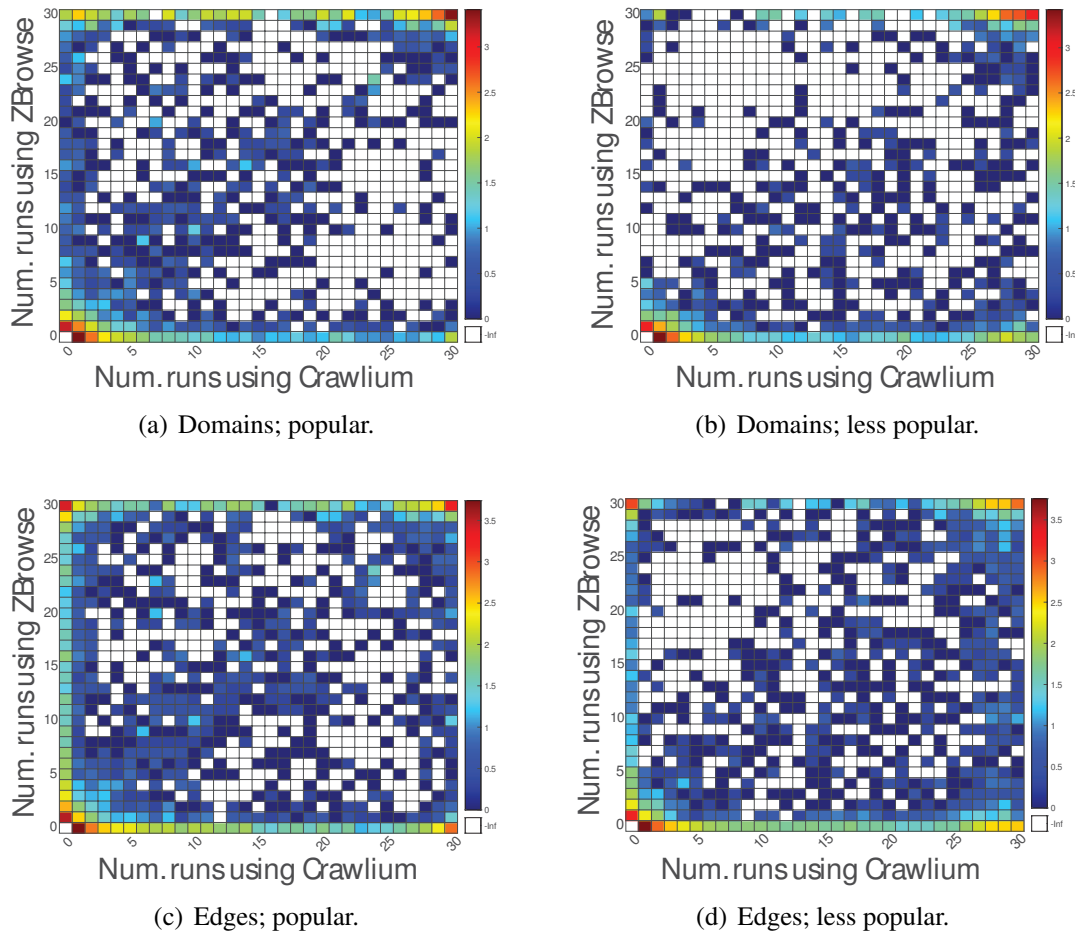 30
25
20
15
10
5
0
Num. runs using ZBrowse
0 5 10 15 20 25 30
Num. runs using Crawlium
3
2.5
2
1.5
1
0.5
0
-Inf
(a) Domains; popular.
30
25
20
15
10
5
0
Num. runs using ZBrowse
0 5 10 15 20 25 30
Num. runs using Crawlium
3
2.5
2
1.5
1
0.5
0
-Inf
(b) Domains; less popular.
30
25
20
15
10
5
0
Num. runs using ZBrowse
0 5 10 15 20 25 30
Num. runs using Crawlium
3.5
3
2.5
2
1.5
1
0.5
0
-Inf
(c) Edges; popular.
30
25
20
15
10
5
0
Num. runs using ZBrowse
0 5 10 15 20 25 30
Num. runs using Crawlium
3.5
3
2.5
2
1.5
1
0.5
0
-Inf
(d) Edges; less popular.